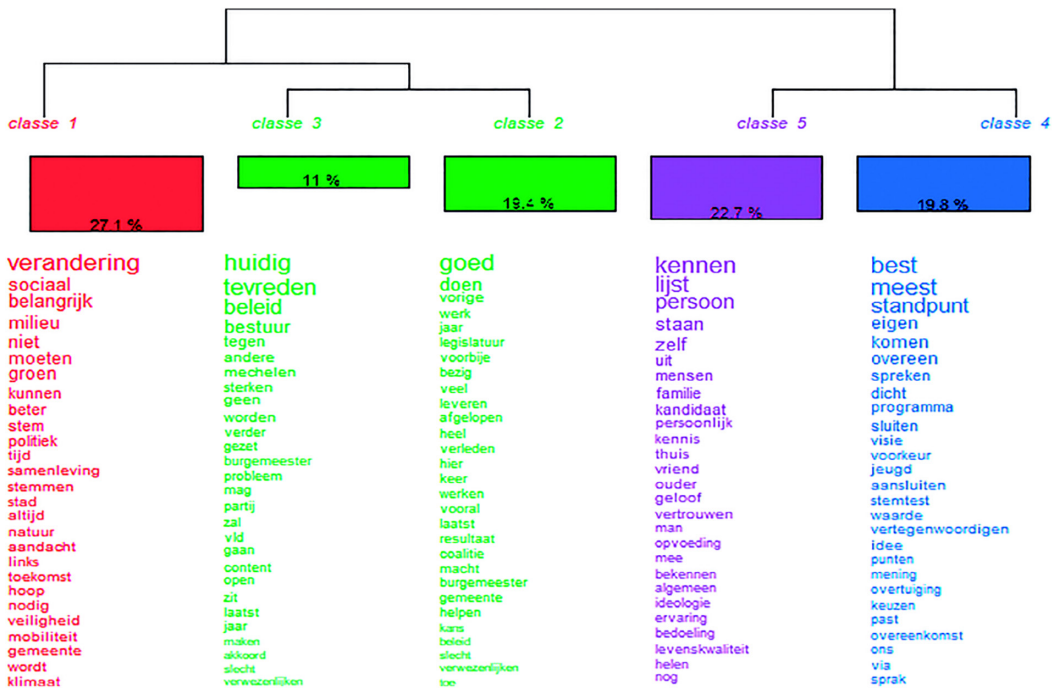 classe 1
classe 3
classe 2
classe 5
classe 4
27.1 %
11 %
19.4 %
22.7 %
19.8 %
verandering
sociaal
belangrijk
milieu
niet
moeten
groen
kunnen
beter
stem
politiek
tijd
samenleving
stemmen
stad
altijd
natuur
aandacht
links
toekomst
hoop
nodig
veiligheid
mobiliteit
gemeente
wordt
klimaat
huidig
tevreden
beleid
bestuur
tegen
andere
mechelen
sterken
geen
worden
verder
gezet
burgemeester
probleem
mag
partij
zal
vld
gaan
content
open
zit
laatst
jaar
maken
akkoord
slecht
verwezenlijken
goed
doen
vorige
werk
jaar
legislatuur
voorbije
bezig
veel
leveren
afgelopen
heel
verleden
hier
keer
werken
vooral
laatst
resultaat
coalitie
macht
burgemeester
gemeente
helpen
kans
beleid
slecht
verwezenlijken
toe
kennen
lijst
persoon
staan
zelf
uit
mensen
familie
kandidaat
persoonlijk
kennis
thuis
vriend
ouder
geloof
vertrouwen
man
opvoeding
mee
bekennen
algemeen
ideologie
ervaring
bedoeling
levenskwaliteit
helen
nog
best
meest
standpunt
eigen
komen
overeen
spreken
dicht
programma
sluiten
visie
voorkeur
jeugd
aansluiten
stemtest
waarde
vertegenwoordigen
idee
punten
mening
overtuiging
keuzen
past
overeenkomst
ons
via
sprak